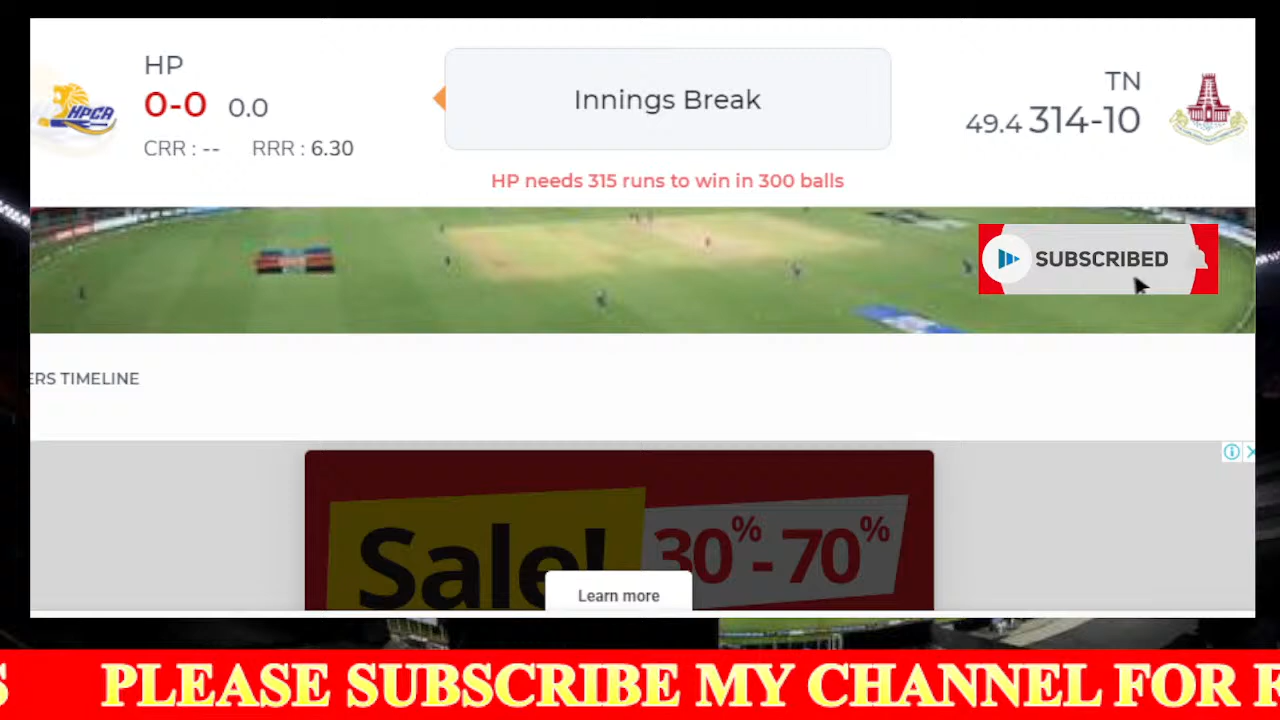 HP
0-0 0.0
CRR : -- RRR : 6.30
HPCA
Innings Break
TN
49.4 314-10
HP needs 315 runs to win in 300 balls
SUBSCRIBED
ERS TIMELINE
Sale! 30%-70%
Learn more
S PLEASE SUBSCRIBE MY CHANNEL FOR